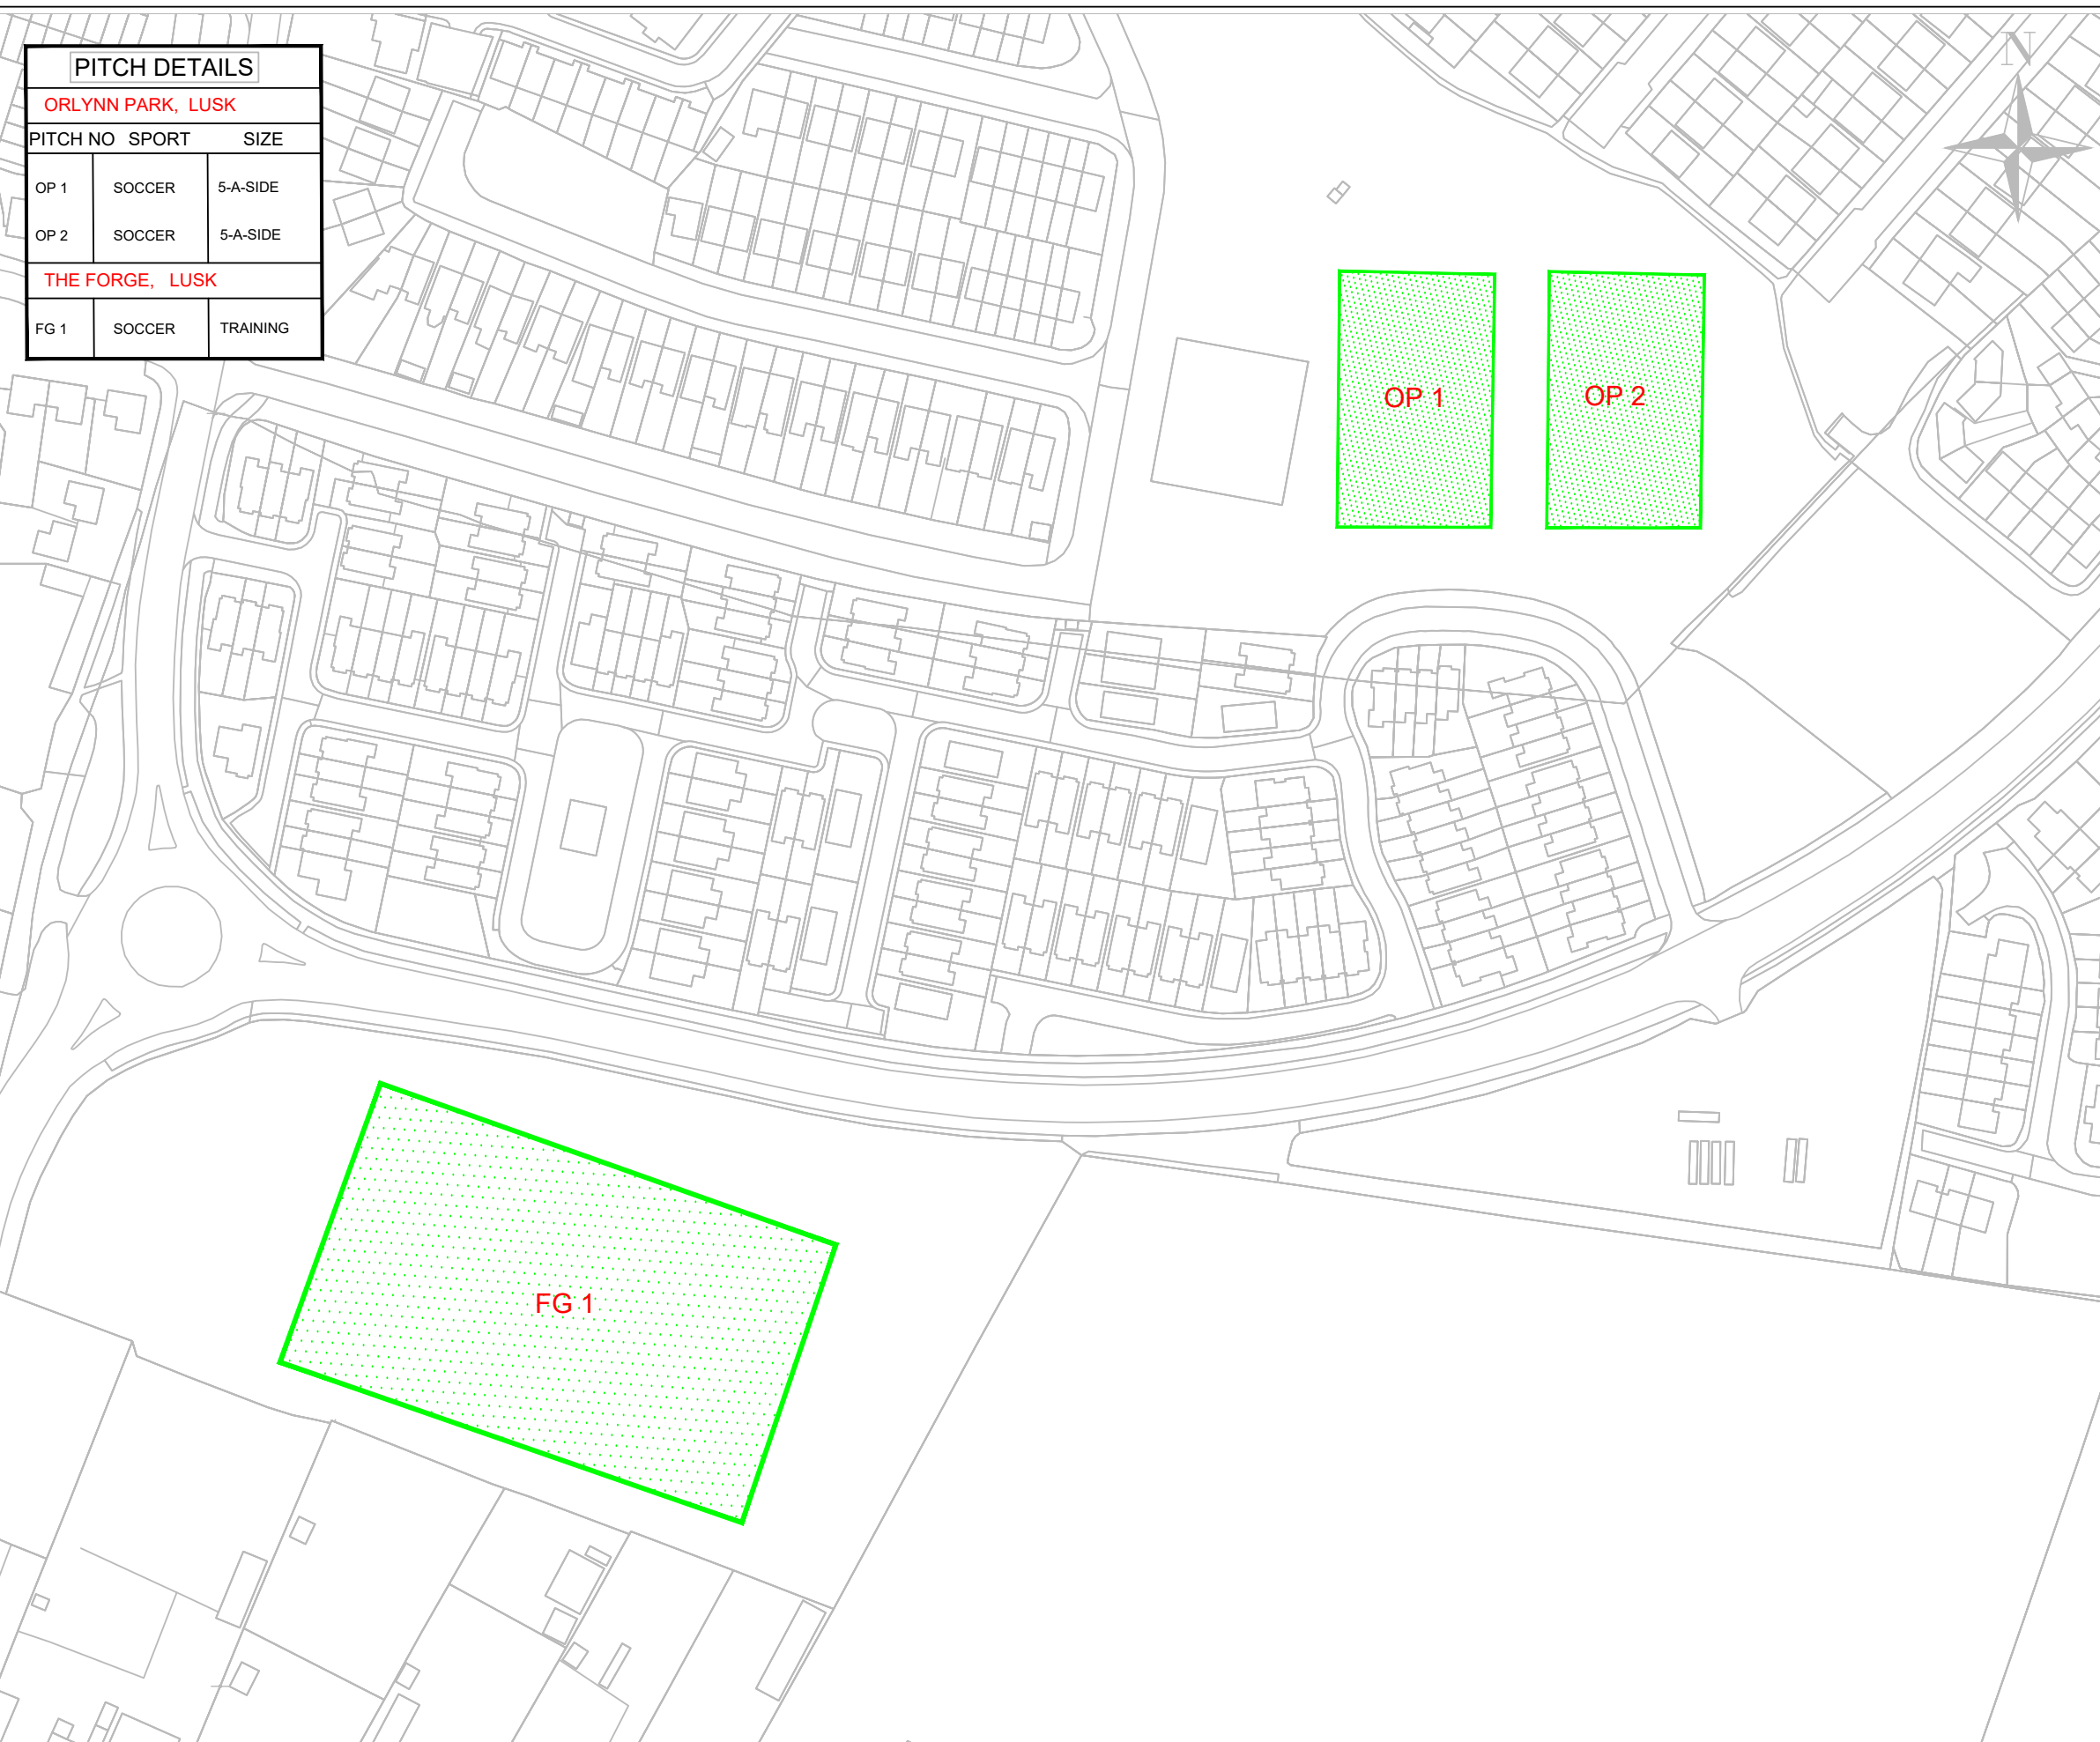 PITCH DETAILS
ORLYNN PARK, LUSK
PITCH NO SPORT SIZE
OP 1 SOCCER 5-A-SIDE
OP 2 SOCCER 5-A-SIDE
THE FORGE, LUSK
FG 1 SOCCER TRAINING
N
OP 1
OP 2
FG 1